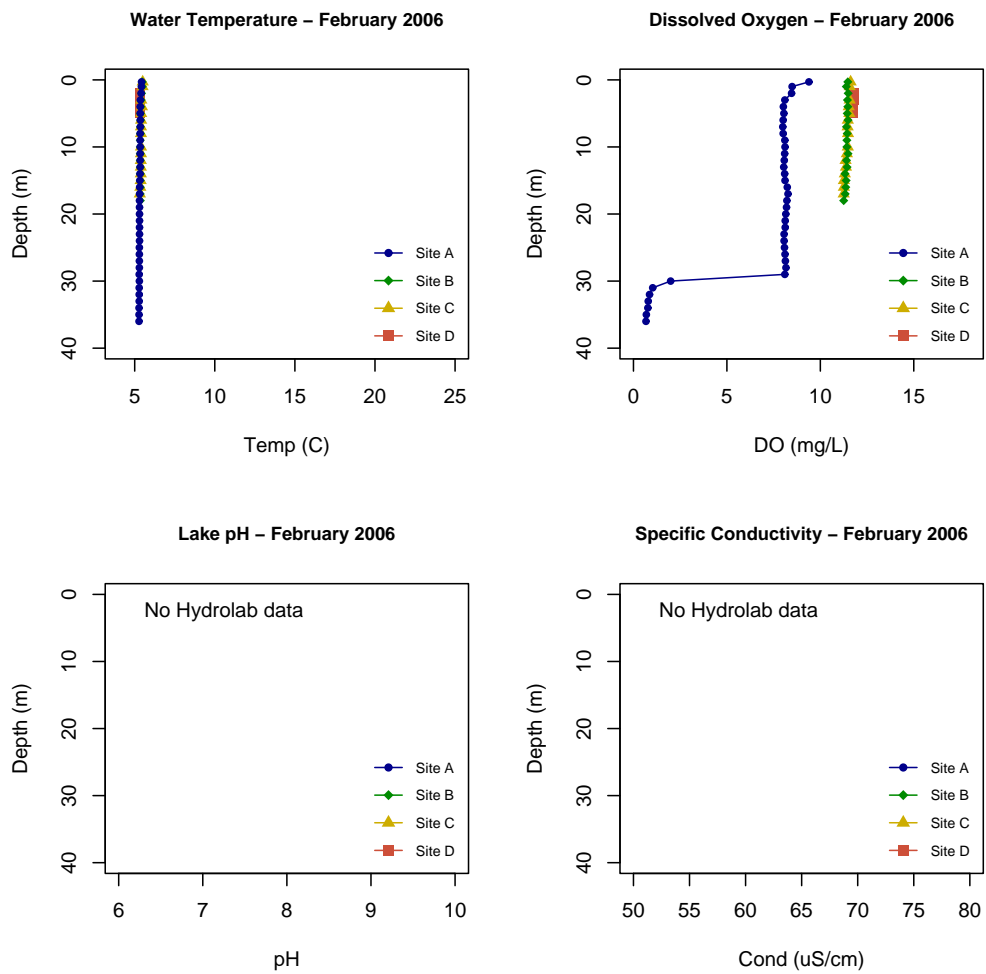 Water Temperature – February 2006
0
10
20
30
40
Depth (m)
Site A
Site B
Site C
Site D
5
10
15
20
25
Temp (C)
Dissolved Oxygen – February 2006
0
10
20
30
40
Depth (m)
Site A
Site B
Site C
Site D
0
5
10
15
DO (mg/L)
Lake pH – February 2006
No Hydrolab data
0
10
20
30
40
Depth (m)
Site A
Site B
Site C
Site D
6
7
8
9
10
pH
Specific Conductivity – February 2006
No Hydrolab data
0
10
20
30
40
Depth (m)
Site A
Site B
Site C
Site D
50
55
60
65
70
75
80
Cond (uS/cm)